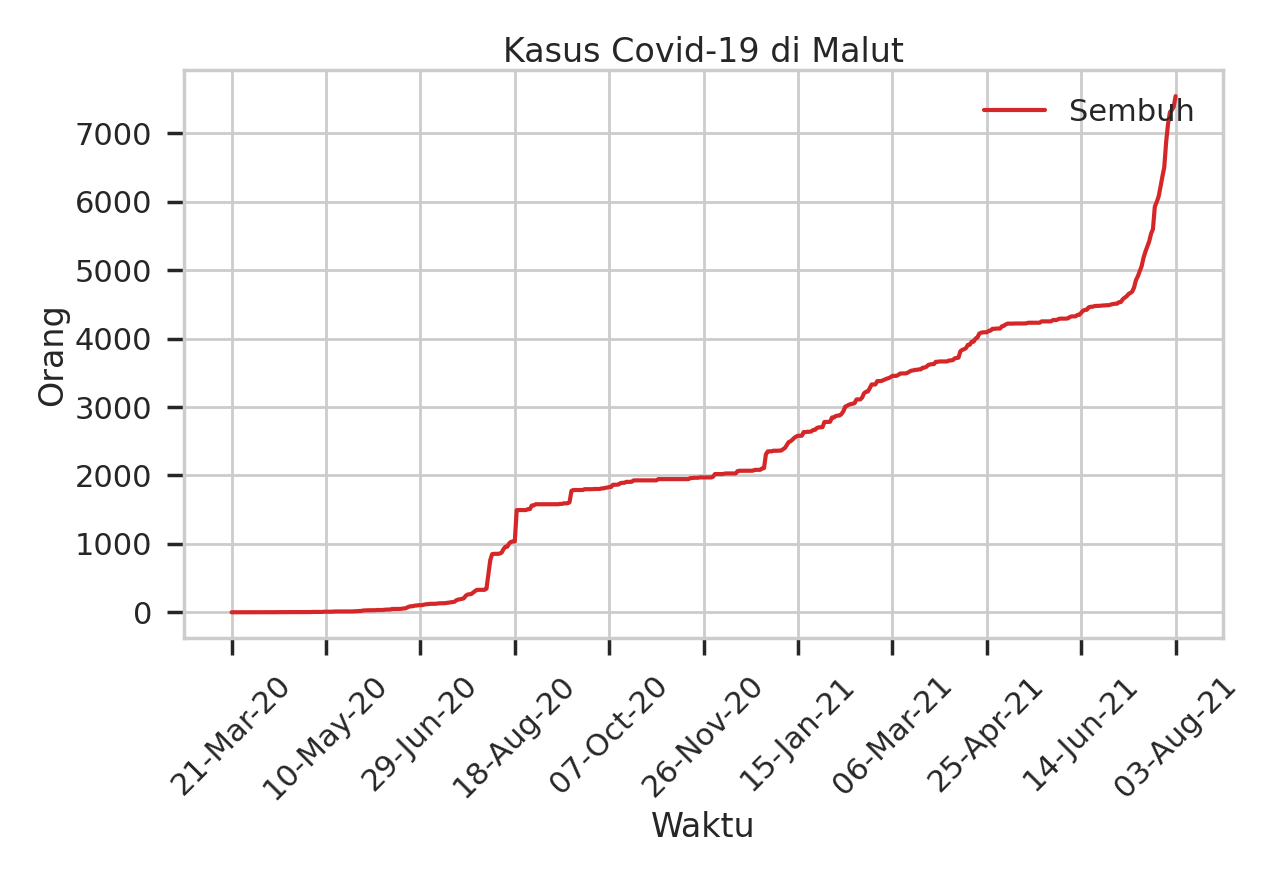 Kasus Covid-19 di Malut
Sembuh
7000
6000
5000
4000
3000
2000
1000
0
Orang
21-Mar-20
10-May-20
29-Jun-20
18-Aug-20
07-Oct-20
26-Nov-20
15-Jan-21
06-Mar-21
25-Apr-21
14-Jun-21
03-Aug-21
Waktu